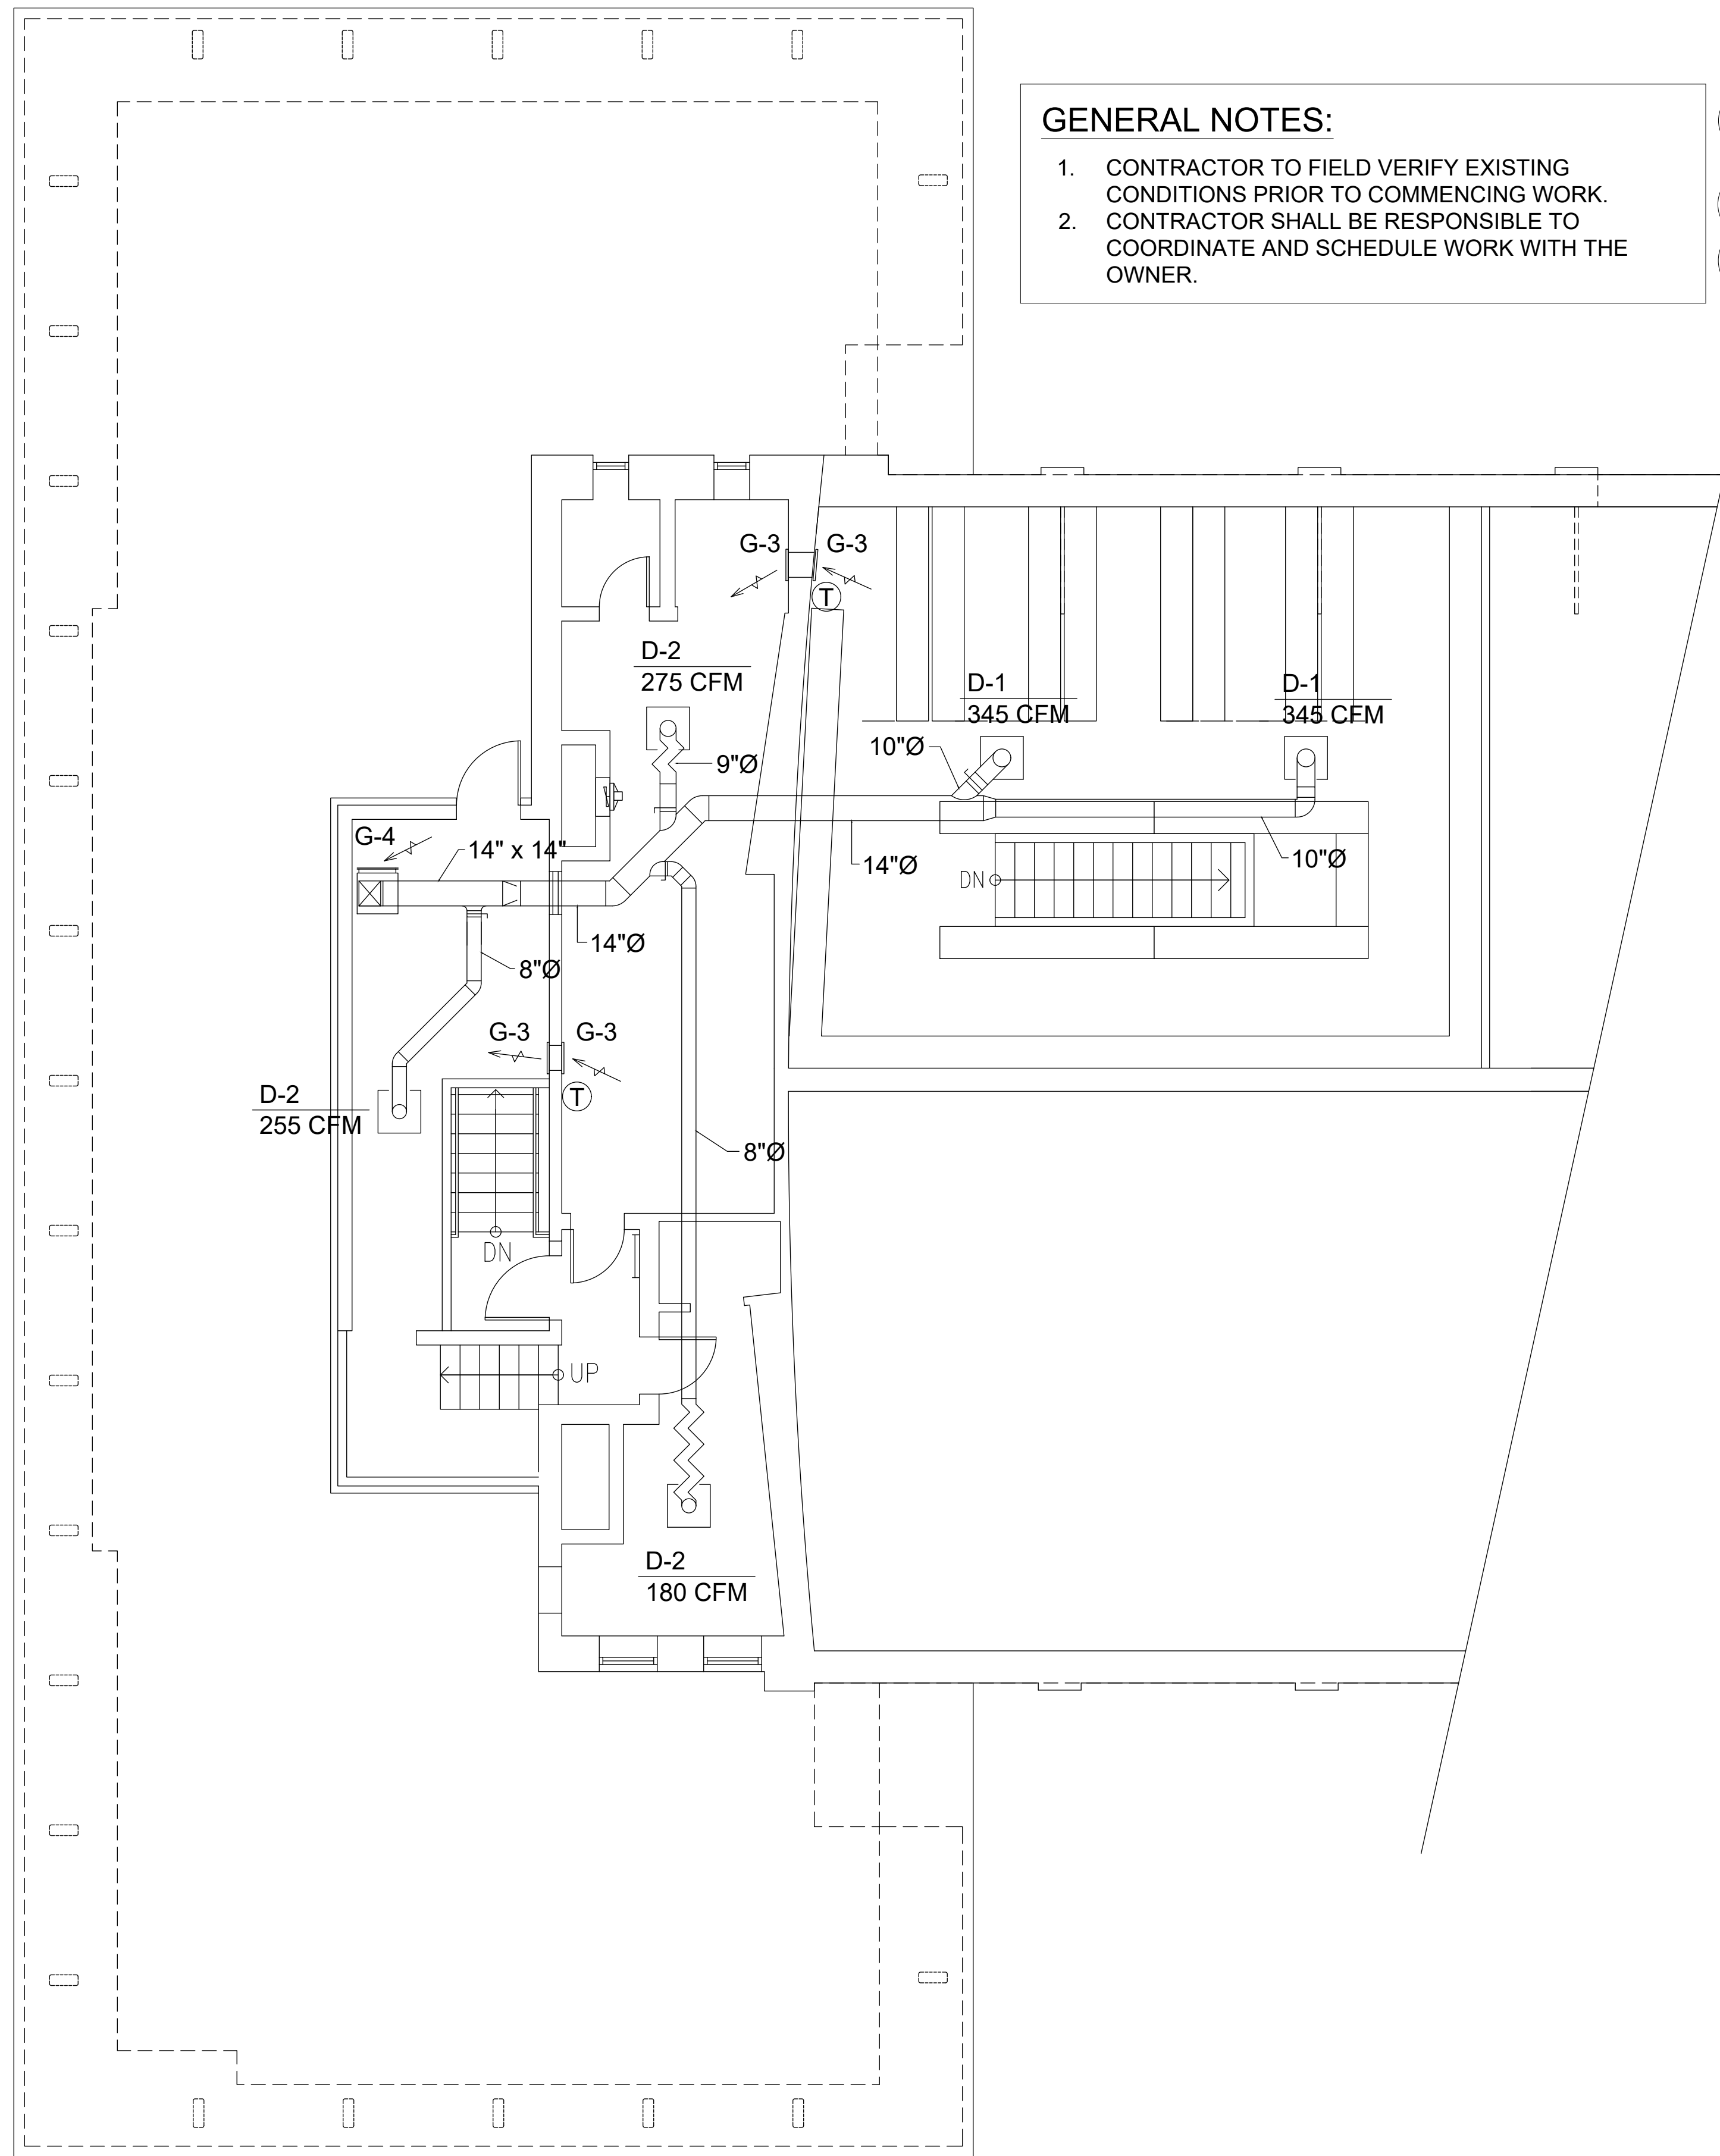 GENERAL NOTES:
1. CONTRACTOR TO FIELD VERIFY EXISTING
CONDITIONS PRIOR TO COMMENCING WORK.
2. CONTRACTOR SHALL BE RESPONSIBLE TO
COORDINATE AND SCHEDULE WORK WITH THE
OWNER.
G-3
G-3
T
D-2
275 CFM
D-1
345 CFM
D-1
345 CFM
10"Ø
9"Ø
G-4
14" x 14"
14"Ø
10"Ø
DN
14"Ø
8"Ø
G-3
G-3
T
D-2
255 CFM
8"Ø
DN
UP
D-2
180 CFM